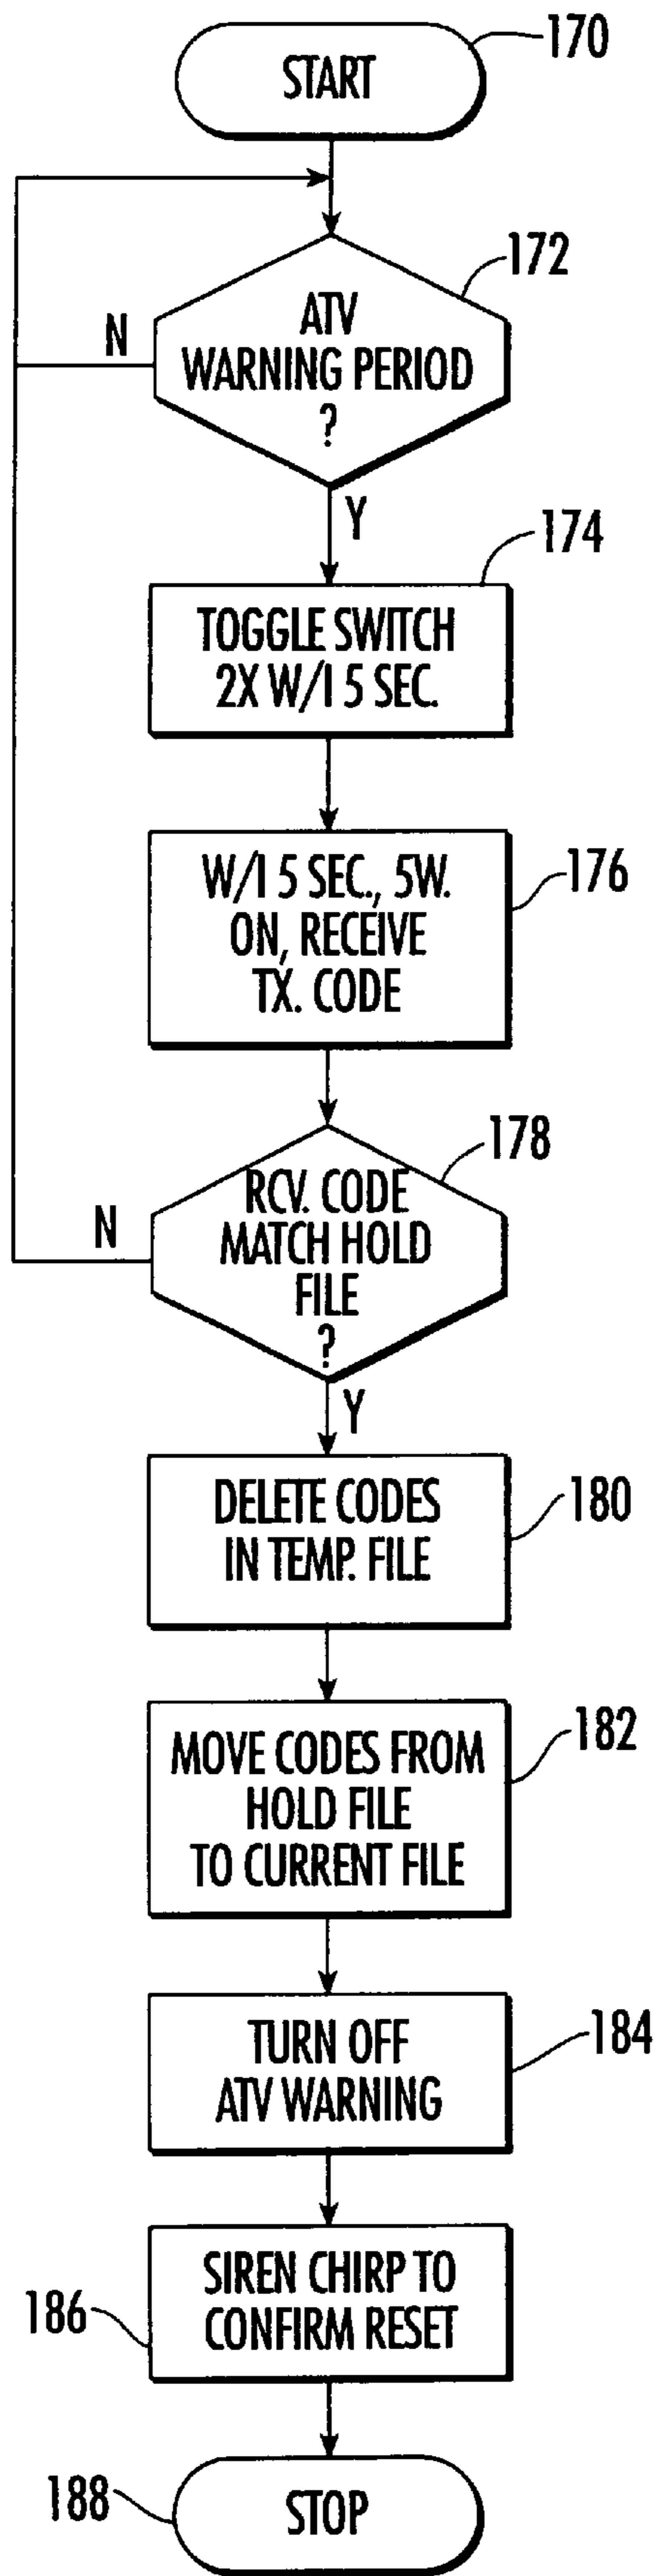 170
START
172
N
ATV
WARNING PERIOD
?
Y
174
TOGGLE SWITCH
2X W/I 5 SEC.
176
W/I 5 SEC., 5W.
ON, RECEIVE
TX. CODE
178
N
RCV. CODE
MATCH HOLD
FILE
?
Y
180
DELETE CODES
IN TEMP. FILE
182
MOVE CODES FROM
HOLD FILE
TO CURRENT FILE
184
TURN OFF
ATV WARNING
186
SIREN CHIRP TO
CONFIRM RESET
188
STOP